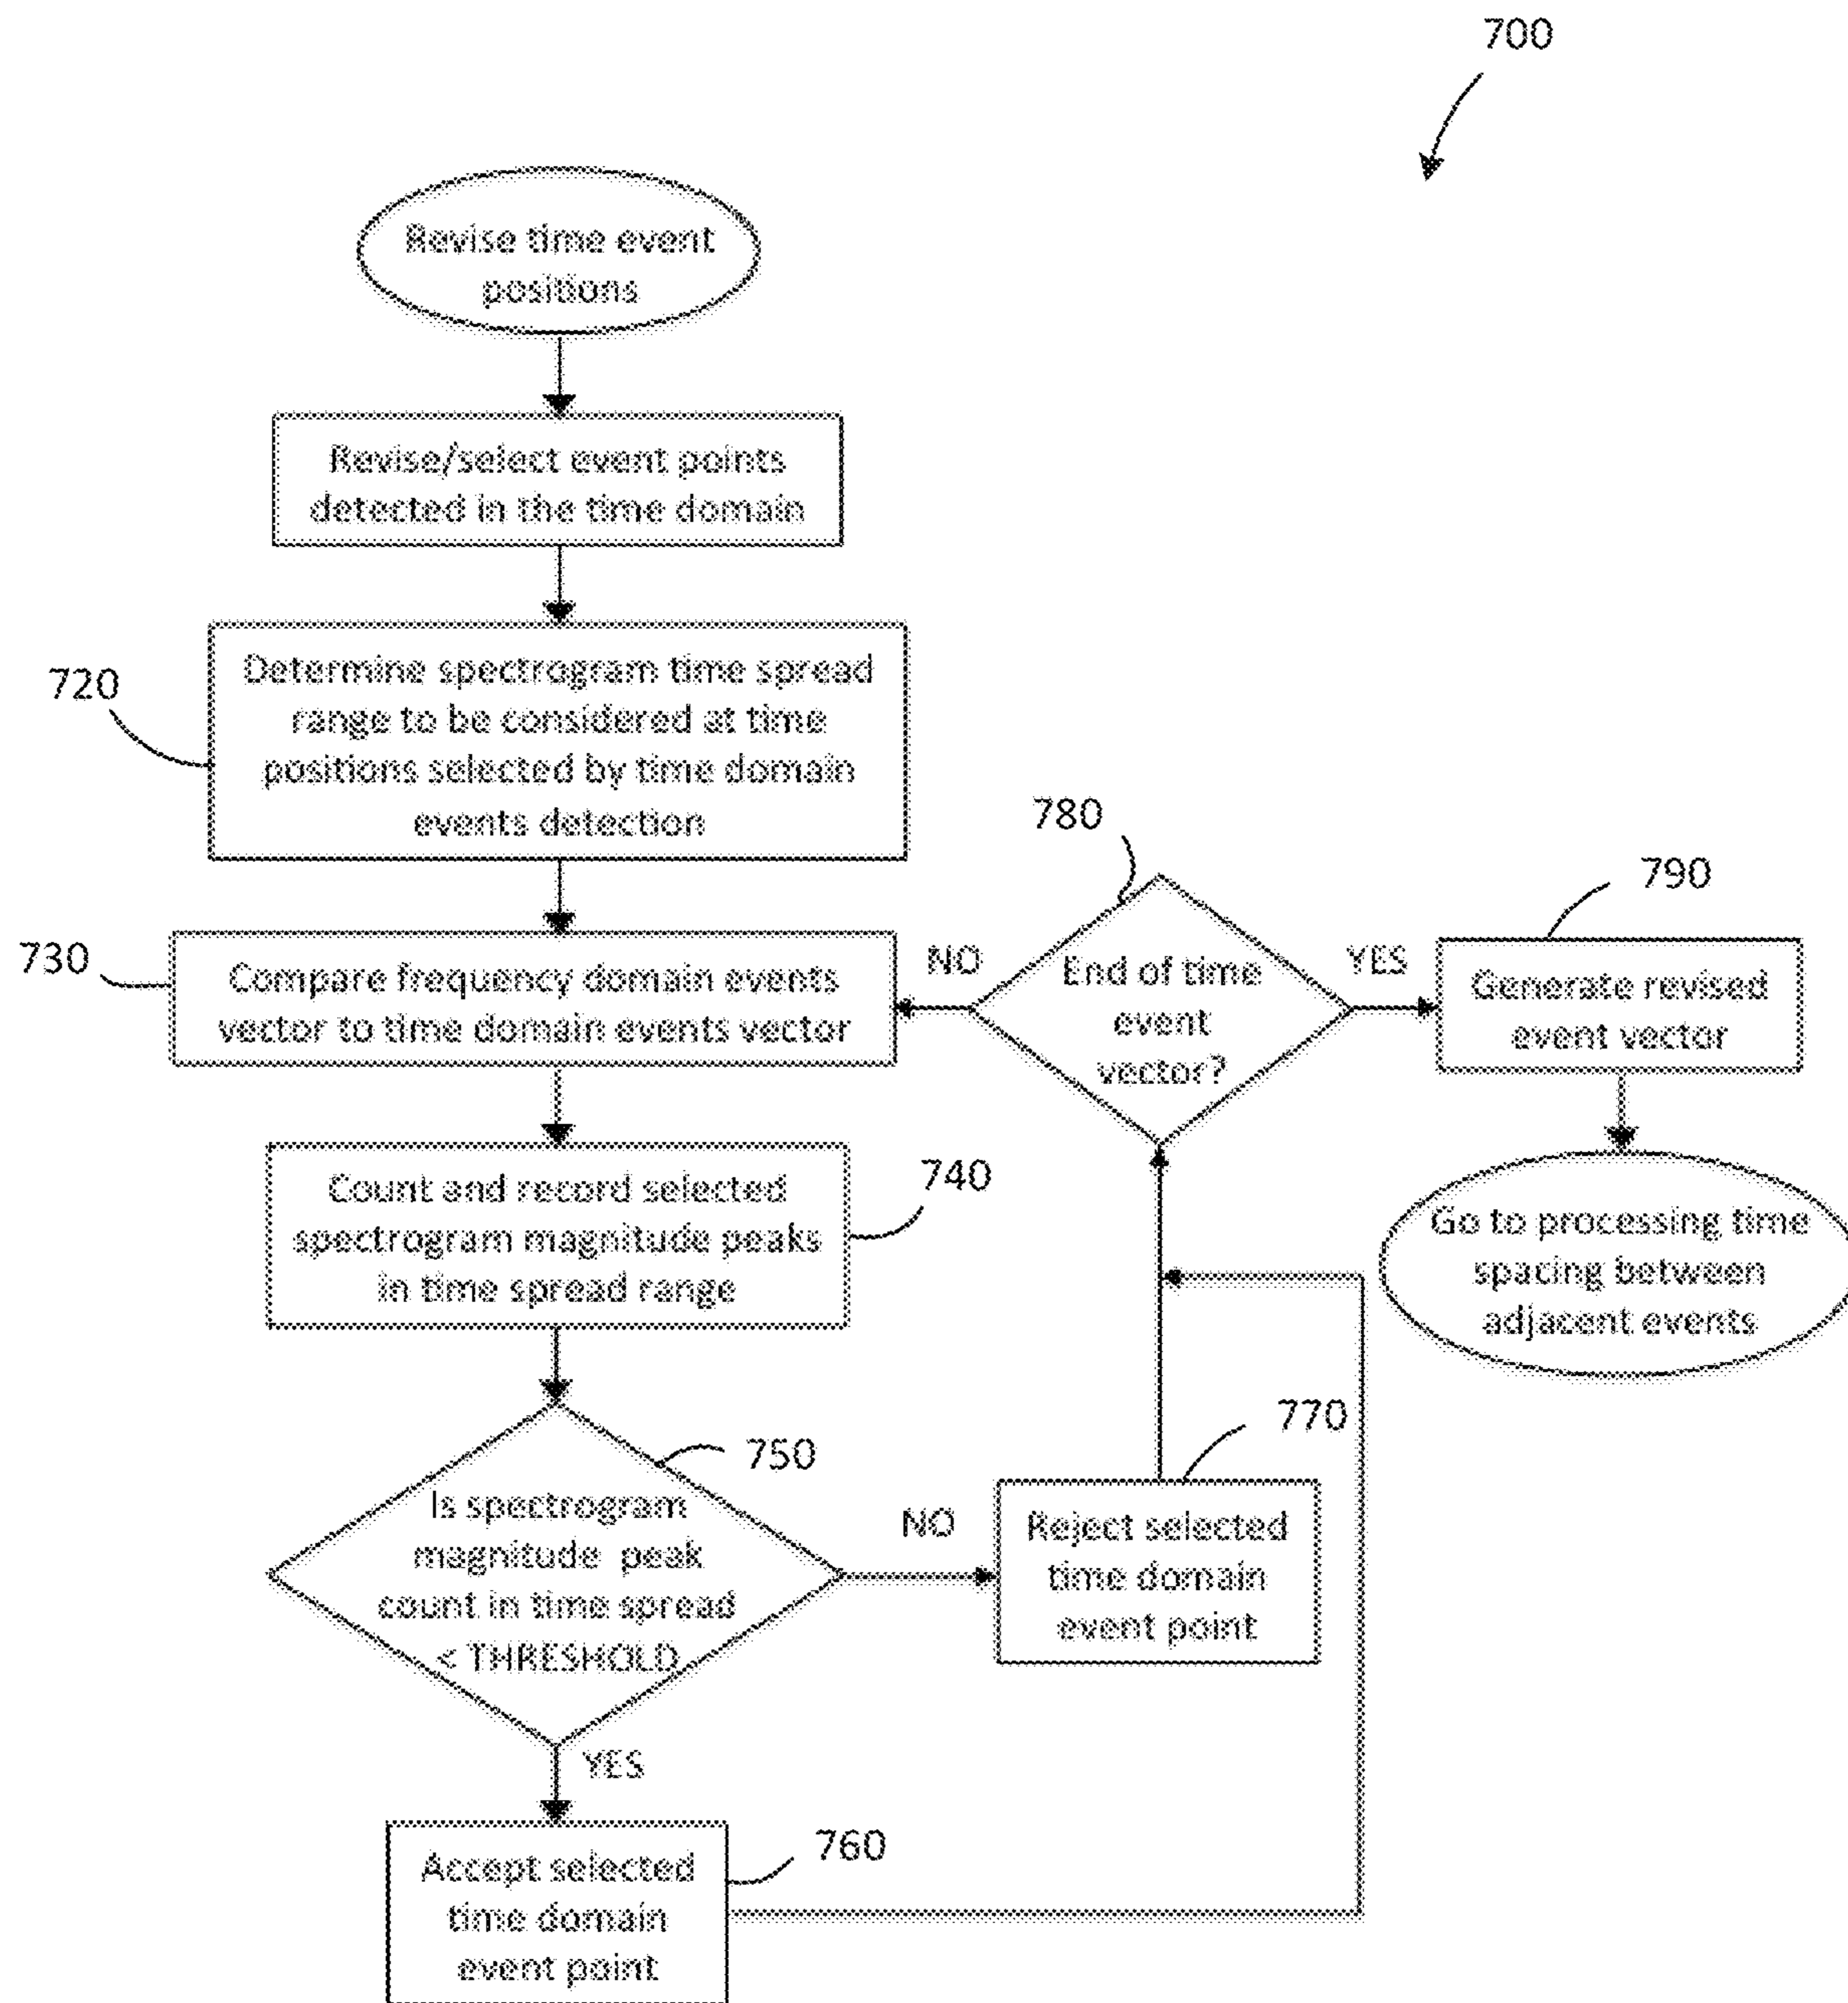 700
Revise time event
positions
Revise/select event points
detected in the time domain
720
Determine spectrogram time spread
range to be considered at time
positions selected by time domain
events detection
730
Compare frequency domain events
vector to time domain events vector
NO
780
End of time
event
vector?
YES
790
Generate revised
event vector
Go to processing time
spacing between
adjacent events
740
Count and record selected
spectrogram magnitude peaks
in time spread range
750
Is spectrogram
magnitude peak
count in time spread
< THRESHOLD
NO
770
Reject selected
time domain
event point
YES
760
Accept selected
time domain
event point